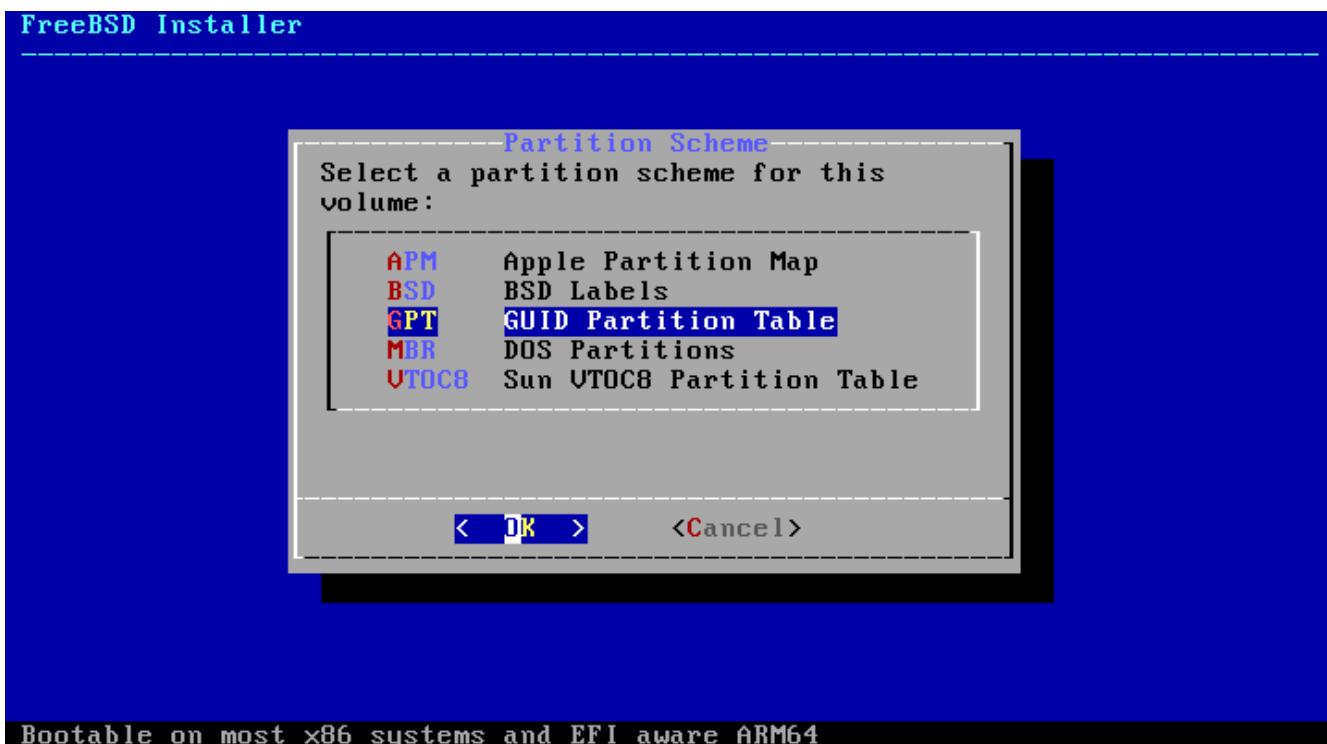 FreeBSD Installer
Partition Scheme
Select a partition scheme for this
volume:
APM Apple Partition Map
BSD BSD Labels
GPT GUID Partition Table
MBR DOS Partitions
VTOC8 Sun VTOC8 Partition Table
< OK > <Cancel>
Bootable on most x86 systems and EFI aware ARM64